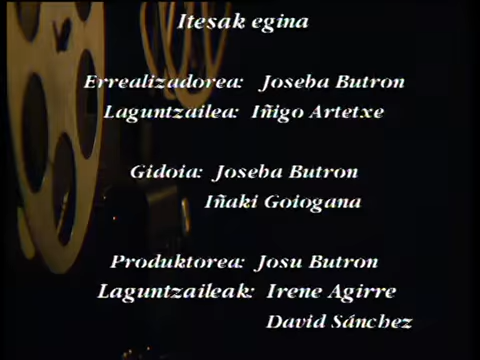 Itesak egina
Errealizadorea: Joseba Butron
Laguntzailea: Iñigo Artetxe
Gidoia: Joseba Butron
Iñaki Goiogana
Produktorea: Josu Butron
Laguntzaileak: Irene Agirre
David Sánchez